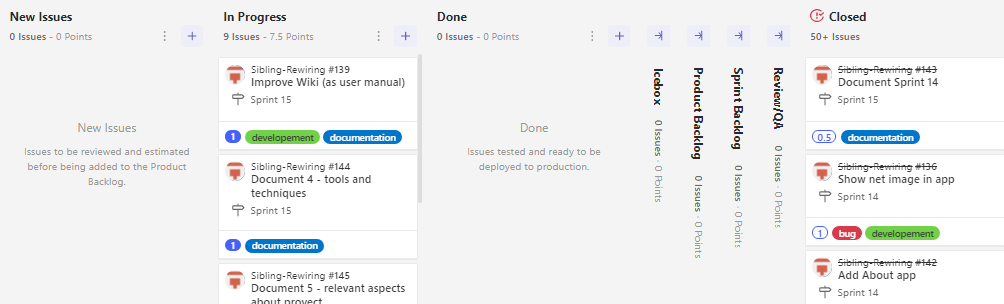 New Issues
0 Issues - 0 Points
New Issues
Issues to be reviewed and estimated
before being added to the Product
Backlog.
In Progress
9 Issues - 7.5 Points
Sibling-Rewiring #139
Improve Wiki (as user manual)
Sprint 15
1 developement documentation
Sibling-Rewiring #144
Document 4 - tools and
techniques
Sprint 15
1 documentation
Sibling-Rewiring #145
Document 5 - relevant aspects
about proyect
Done
0 Issues - 0 Points
Done
Issues tested and ready to be
deployed to production.
Icebox 0 Issues - 0 Points
Product Backlog 0 Issues - 0 Points
Sprint Backlog 0 Issues - 0 Points
Review/QA 0 Issues - 0 Points
Closed
50+ Issues
Sibling-Rewiring #143
Document Sprint 14
Sprint 15
0.5 documentation
Sibling-Rewiring #136
Show net image in app
Sprint 14
1 bug developement
Sibling-Rewiring #142
Add About app
Sprint 14